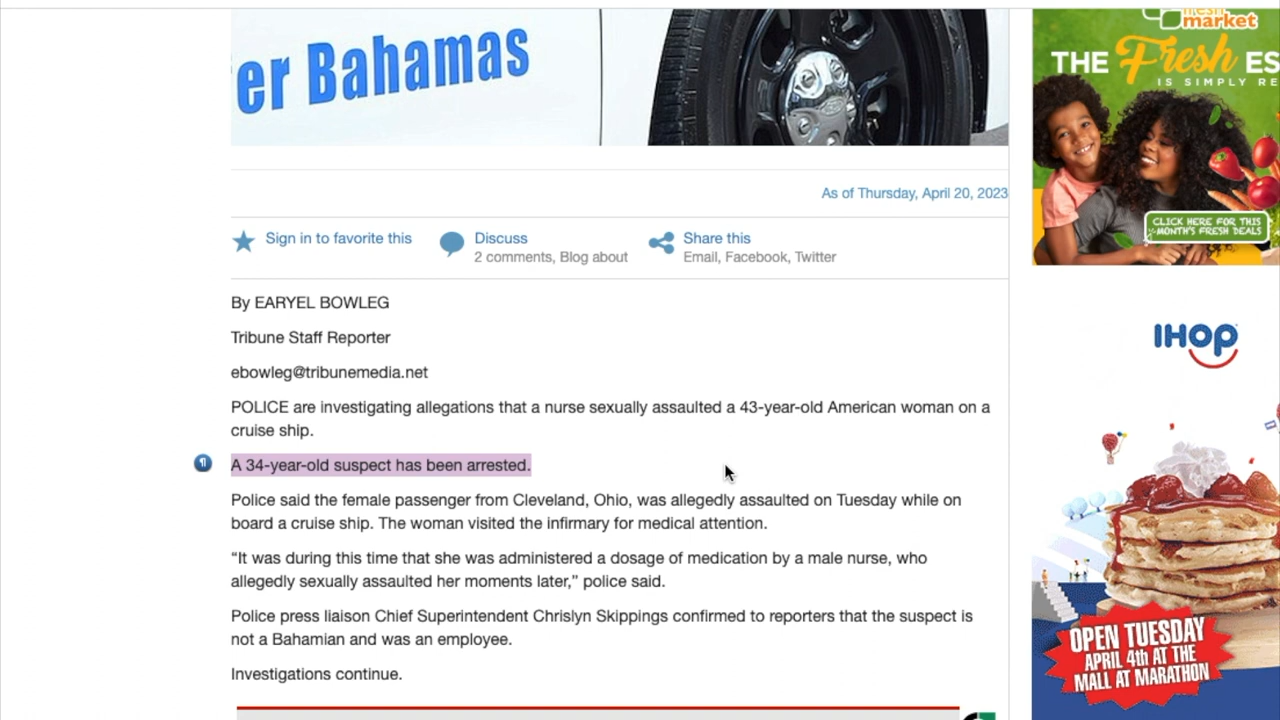 er Bahamas
As of Thursday, April 20, 2023
Sign in to favorite this
Discuss
2 comments, Blog about
Share this
Email, Facebook, Twitter
By EARYEL BOWLEG
Tribune Staff Reporter
ebowleg@tribunemedia.net
POLICE are investigating allegations that a nurse sexually assaulted a 43-year-old American woman on a
cruise ship.
¶
A 34-year-old suspect has been arrested.
Police said the female passenger from Cleveland, Ohio, was allegedly assaulted on Tuesday while on
board a cruise ship. The woman visited the infirmary for medical attention.
“It was during this time that she was administered a dosage of medication by a male nurse, who
allegedly sexually assaulted her moments later,” police said.
Police press liaison Chief Superintendent Chrislyn Skippings confirmed to reporters that the suspect is
not a Bahamian and was an employee.
Investigations continue.
fresh
market
THE Fresh ES
IS SIMPLY RE
CLICK HERE FOR THIS
MONTH'S FRESH DEALS
IHOP
OPEN TUESDAY
APRIL 4th AT THE
MALL AT MARATHON